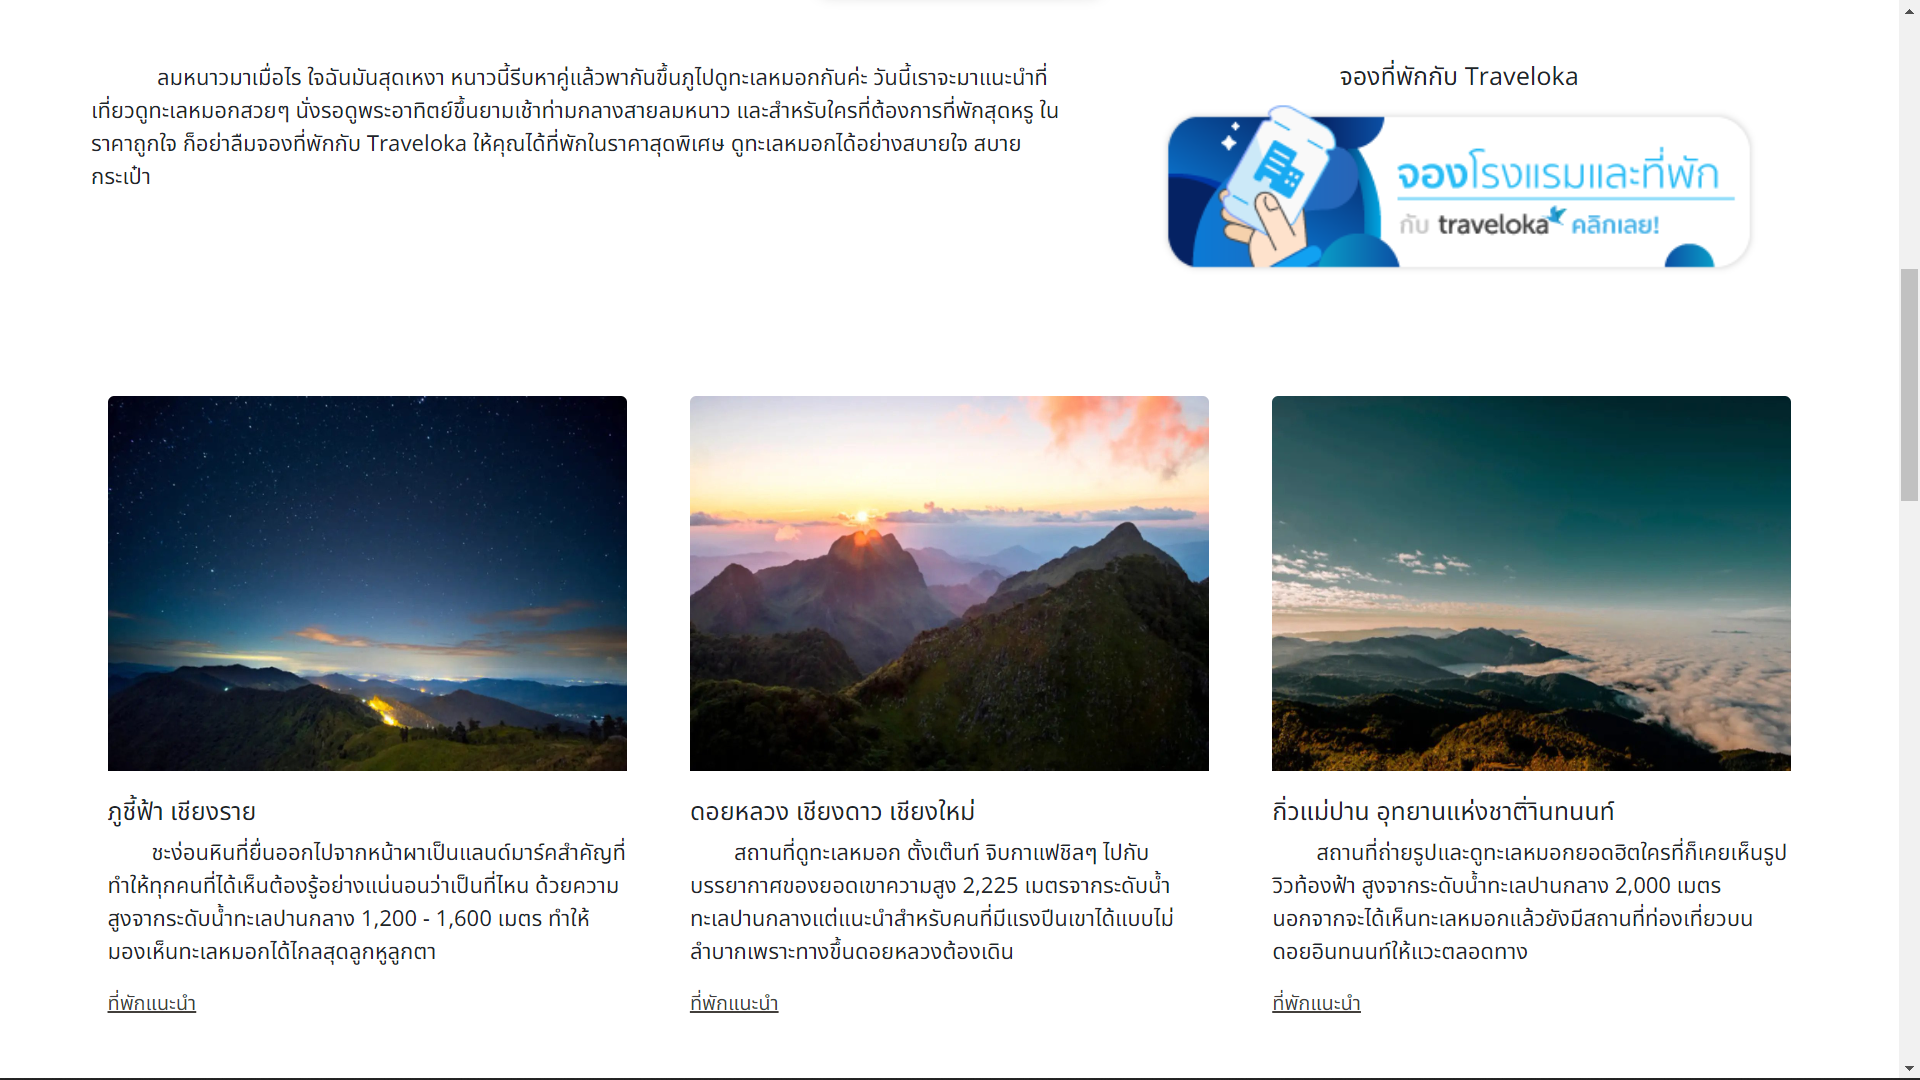 ลมหนาวมาเมื่อไร ใจฉันมันสุดเหงา หนาวนี้รีบหาคู่แล้วพากันขึ้นภูไปดูทะเลหมอกกันค่ะ วันนี้เราจะมาแนะนำที่
เที่ยวดูทะเลหมอกสวยๆ นั่งรอดูพระอาทิตย์ขึ้นยามเช้าท่ามกลางสายลมหนาว และสำหรับใครที่ต้องการที่พักสุดหรู ใน
ราคาถูกใจ ก็อย่าลืมจองที่พักกับ Traveloka ให้คุณได้ที่พักในราคาสุดพิเศษ ดูทะเลหมอกได้อย่างสบายใจ สบาย
กระเป๋า
จองที่พักกับ Traveloka
จองโรงแรมและที่พัก
กับ traveloka คลิกเลย!
ภูชี้ฟ้า เชียงราย
ชะง่อนหินที่ยื่นออกไปจากหน้าผาเป็นแลนด์มาร์คสำคัญที่
ทำให้ทุกคนที่ได้เห็นต้องรู้อย่างแน่นอนว่าเป็นที่ไหน ด้วยความ
สูงจากระดับน้ำทะเลปานกลาง 1,200 - 1,600 เมตร ทำให้
มองเห็นทะเลหมอกได้ไกลสุดลูกหูลูกตา
ที่พักแนะนำ
ดอยหลวง เชียงดาว เชียงใหม่
สถานที่ดูทะเลหมอก ตั้งเต๊นท์ จิบกาแฟชิลๆ ไปกับ
บรรยากาศของยอดเขาความสูง 2,225 เมตรจากระดับน้ำ
ทะเลปานกลางแต่แนะนำสำหรับคนที่มีแรงปีนเขาได้แบบไม่
ลำบากเพราะทางขึ้นดอยหลวงต้องเดิน
ที่พักแนะนำ
กิ่วแม่ปาน อุทยานแห่งชาติ
สถานที่ถ่ายรูปและดูทะเลหมอกยอดฮิตใครที่ก็เคยเห็นรูป
วิวท้องฟ้า สูงจากระดับน้ำทะเลปานกลาง 2,000 เมตร
นอกจากจะได้เห็นทะเลหมอกแล้วยังมีสถานที่ท่องเที่ยวบน
ดอยอินทนนท์ให้แวะตลอดทาง
ที่พักแนะนำ